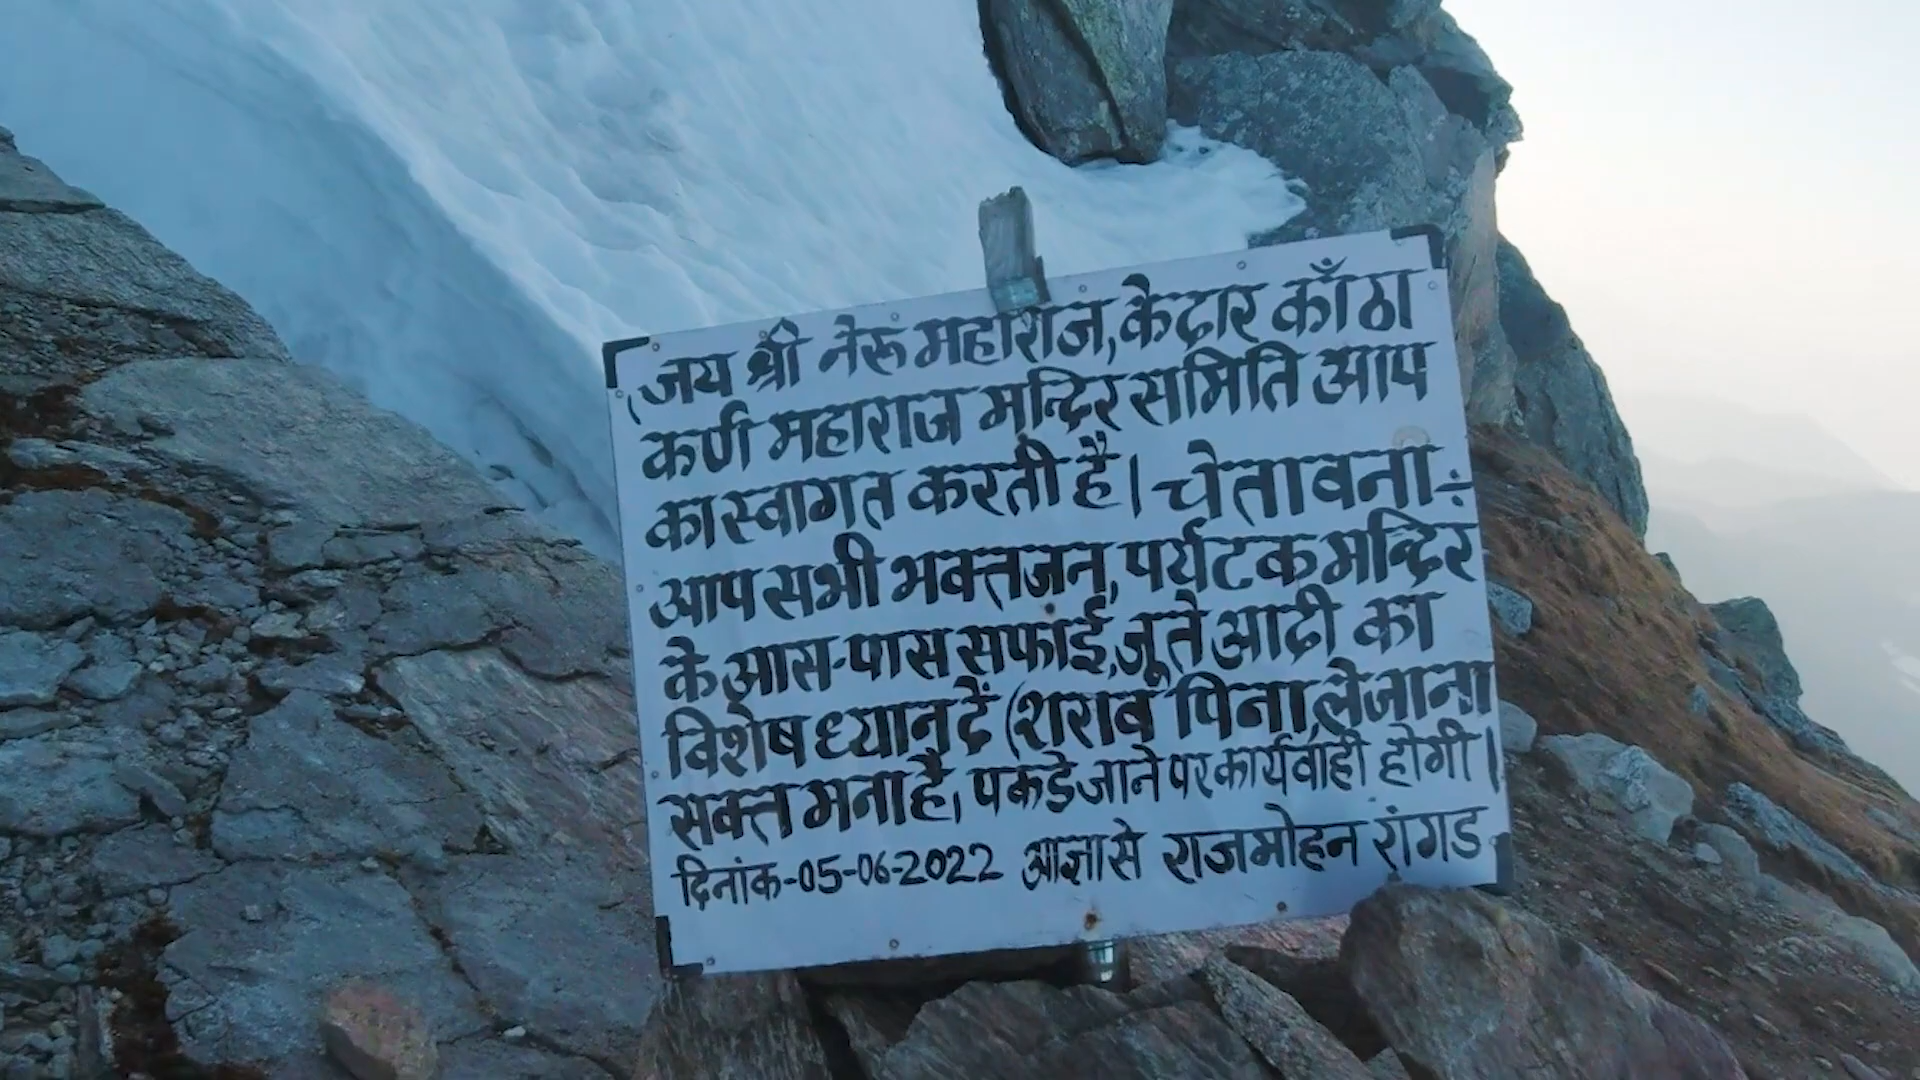 जय श्री नेरू महाराज, केदार काँठा
कर्ण महाराज मन्दिर समिति आप
का स्वागत करती है। चेतावना÷
आप सभी भक्तजन, पर्यटक मन्दिर
के आस-पास सफाई, जूते आदी का
विशेष ध्यान दें (शराब पिना, लेजाना
सक्त मना है, पकडे जाने पर कार्यवाही होगी।
दिनांक-05-06-2022 आज्ञा से राजमोहन रांगड